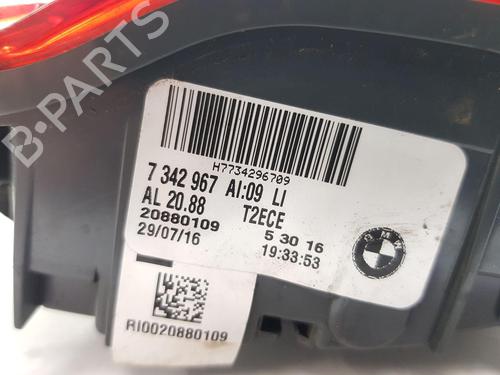 H7734296709
7 342 967 AI:09 LI
AL 20.88 T2ECE
20880109 5 30 16
29/07/16 19:33:53
BMW
RI0020880109
B-PARTS